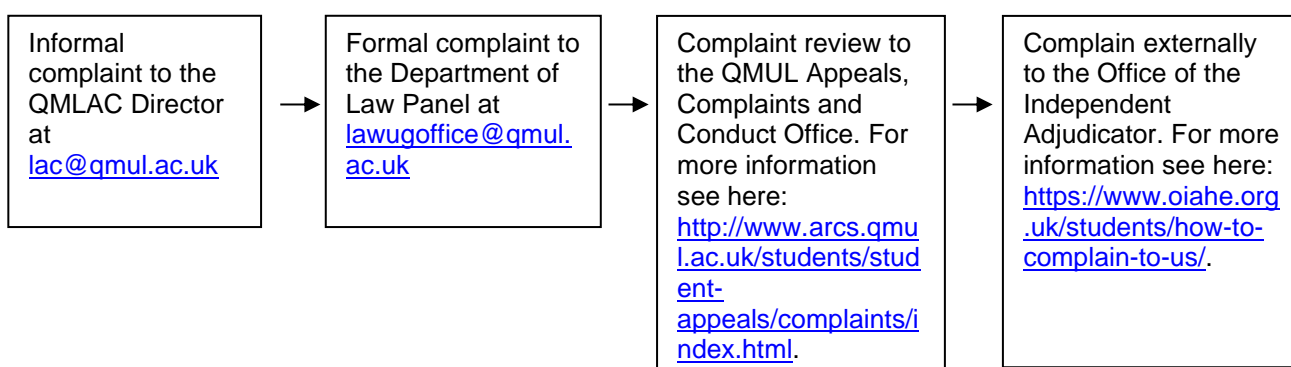 Informal
complaint to the
QMLAC Director
at
lac@qmul.ac.uk
Formal complaint to
the Department of
Law Panel at
lawugoffice@qmul.
ac.uk
Complaint review to
the QMUL Appeals,
Complaints and
Conduct Office. For
more information
see here:
http://www.arcs.qmu
l.ac.uk/students/stud
ent-
appeals/complaints/i
ndex.html.
Complain externally
to the Office of the
Independent
Adjudicator. For more
information see here:
https://www.oiahe.org
.uk/students/how-to-
complain-to-us/.